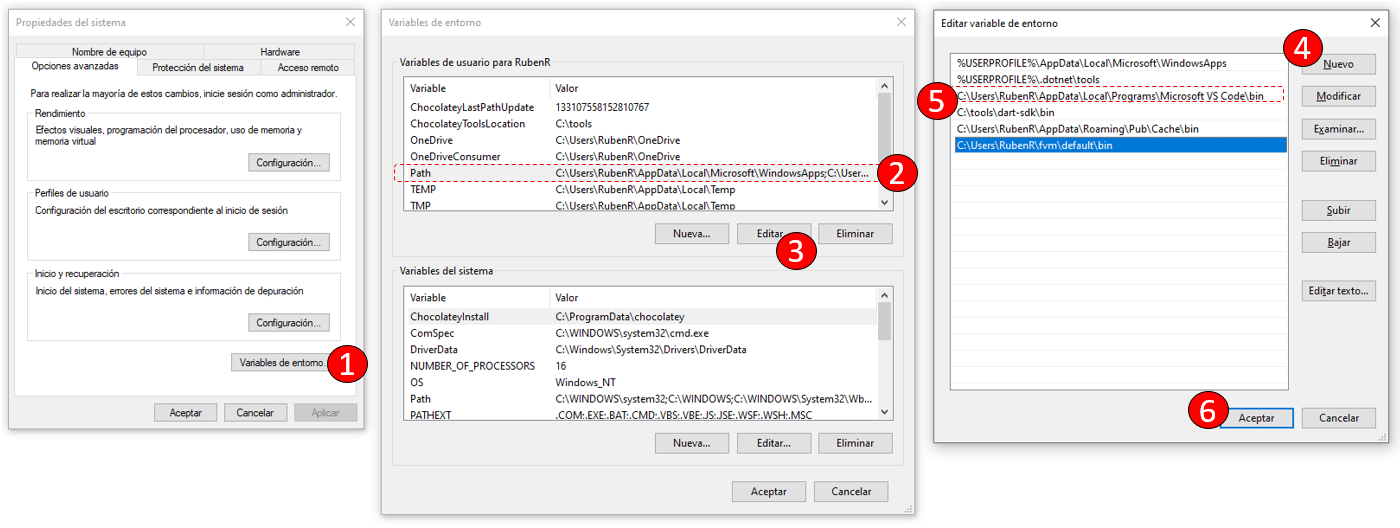 Propiedades del sistema
Nombre de equipo
Hardware
Opciones avanzadas
Protección del sistema
Acceso remoto
Para realizar la mayoría de estos cambios, inicie sesión como administrador.
Rendimiento
Efectos visuales, programación del procesador, uso de memoria y
memoria virtual
Configuración...
Perfiles de usuario
Configuración del escritorio correspondiente al inicio de sesión
Configuración...
Inicio y recuperación
Inicio del sistema, errores del sistema e información de depuración
Configuración...
Variables de entorno...
1
Aceptar
Cancelar
Aplicar
Variables de entorno
Variables de usuario para RubenR
Variable Valor
ChocolateyLastPathUpdate 133107558152810767
ChocolateyToolsLocation C:\tools
OneDrive C:\Users\RubenR\OneDrive
OneDriveConsumer C:\Users\RubenR\OneDrive
Path C:\Users\RubenR\AppData\Local\Microsoft\WindowsApps;C:\User...
2
TEMP C:\Users\RubenR\AppData\Local\Temp
TMP C:\Users\RubenR\AppData\Local\Temp
Nueva...
Editar...
Eliminar
3
Variables del sistema
Variable Valor
ChocolateyInstall C:\ProgramData\chocolatey
ComSpec C:\WINDOWS\system32\cmd.exe
DriverData C:\Windows\System32\Drivers\DriverData
NUMBER_OF_PROCESSORS 16
OS Windows_NT
Path C:\WINDOWS\system32;C:\WINDOWS;C:\WINDOWS\System32\Wb...
PATHEXT .COM;.EXE;.BAT;.CMD;.VBS;.VBE;.JS;.JSE;.WSF;.WSH;.MSC
Nueva...
Editar...
Eliminar
Aceptar
Cancelar
Editar variable de entorno
4
%USERPROFILE%\AppData\Local\Microsoft\WindowsApps
%USERPROFILE%\.dotnet\tools
5
C:\Users\RubenR\AppData\Local\Programs\Microsoft VS Code\bin
C:\tools\dart-sdk\bin
C:\Users\RubenR\AppData\Roaming\Pub\Cache\bin
C:\Users\RubenR\fvm\default\bin
Nuevo
Modificar
Examinar...
Eliminar
Subir
Bajar
Editar texto...
6
Aceptar
Cancelar